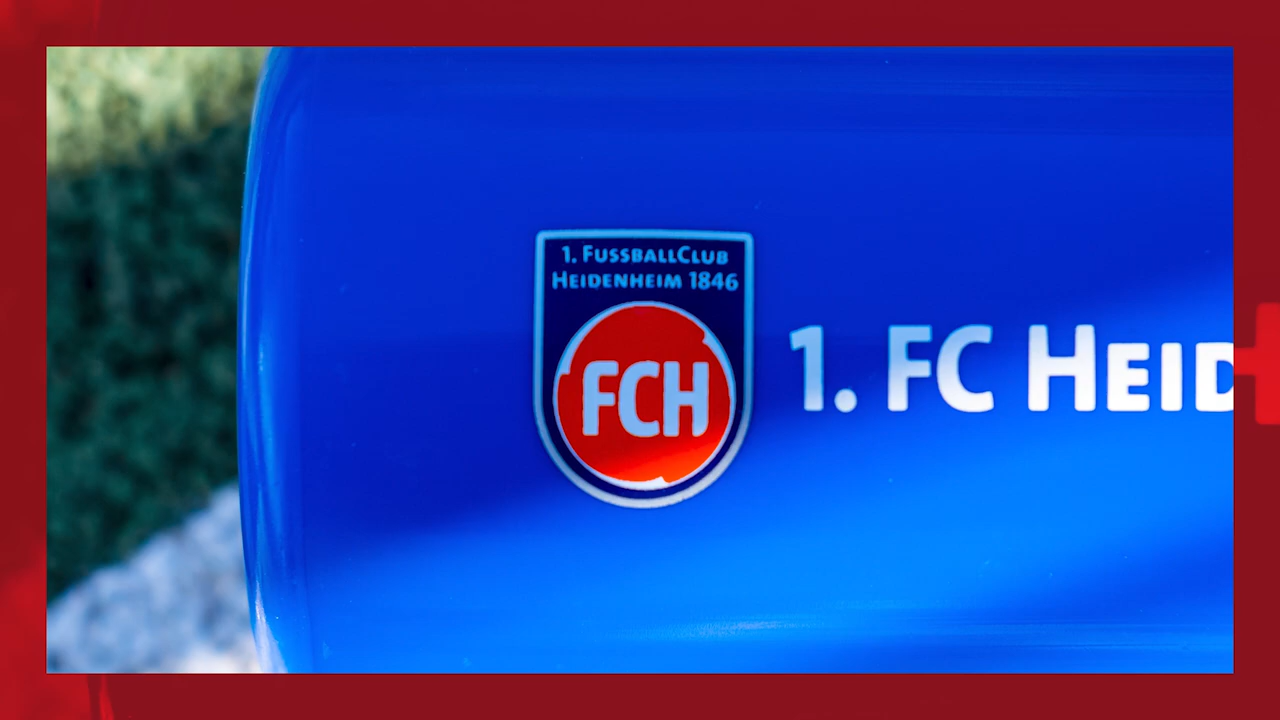 1. FUSSBALLCLUB
HEIDENHEIM 1846
FCH
1. FC HEID